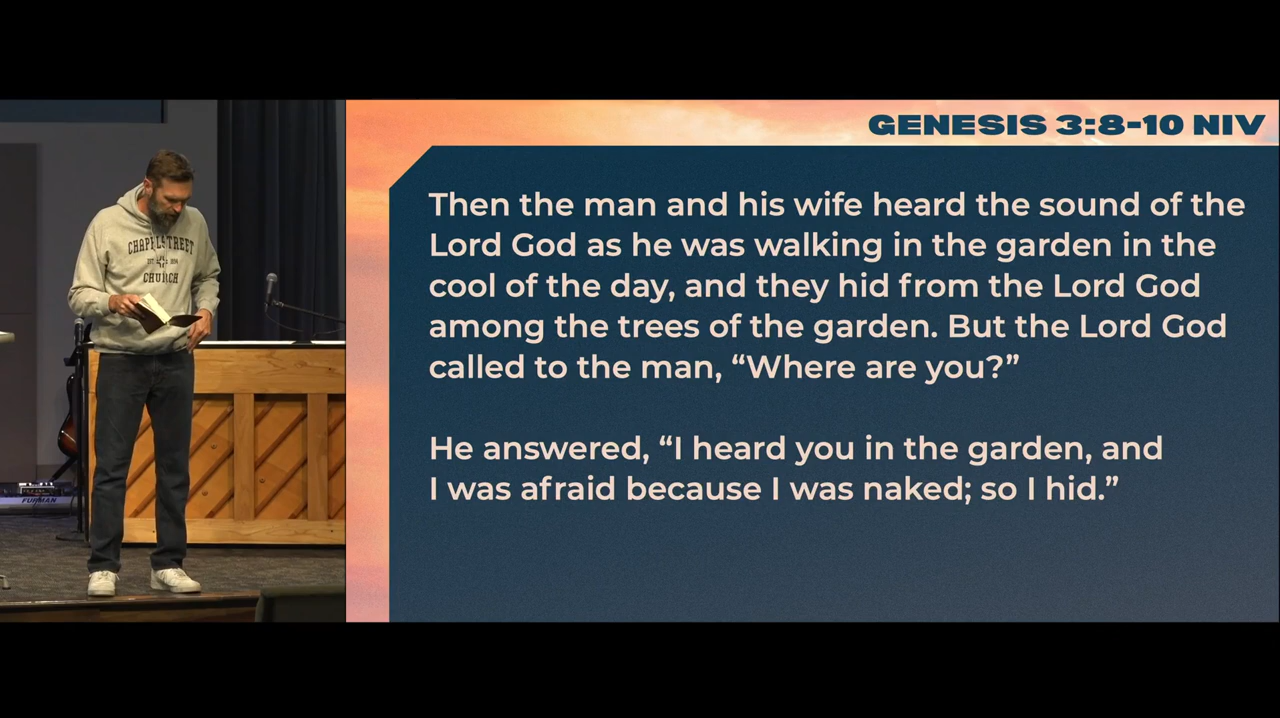 GENESIS 3:8-10 NIV
Then the man and his wife heard the sound of the
Lord God as he was walking in the garden in the
cool of the day, and they hid from the Lord God
among the trees of the garden. But the Lord God
called to the man, “Where are you?”
He answered, “I heard you in the garden, and
I was afraid because I was naked; so I hid.”
CHAPEL STREET
EST
CHURCH
FURMAN